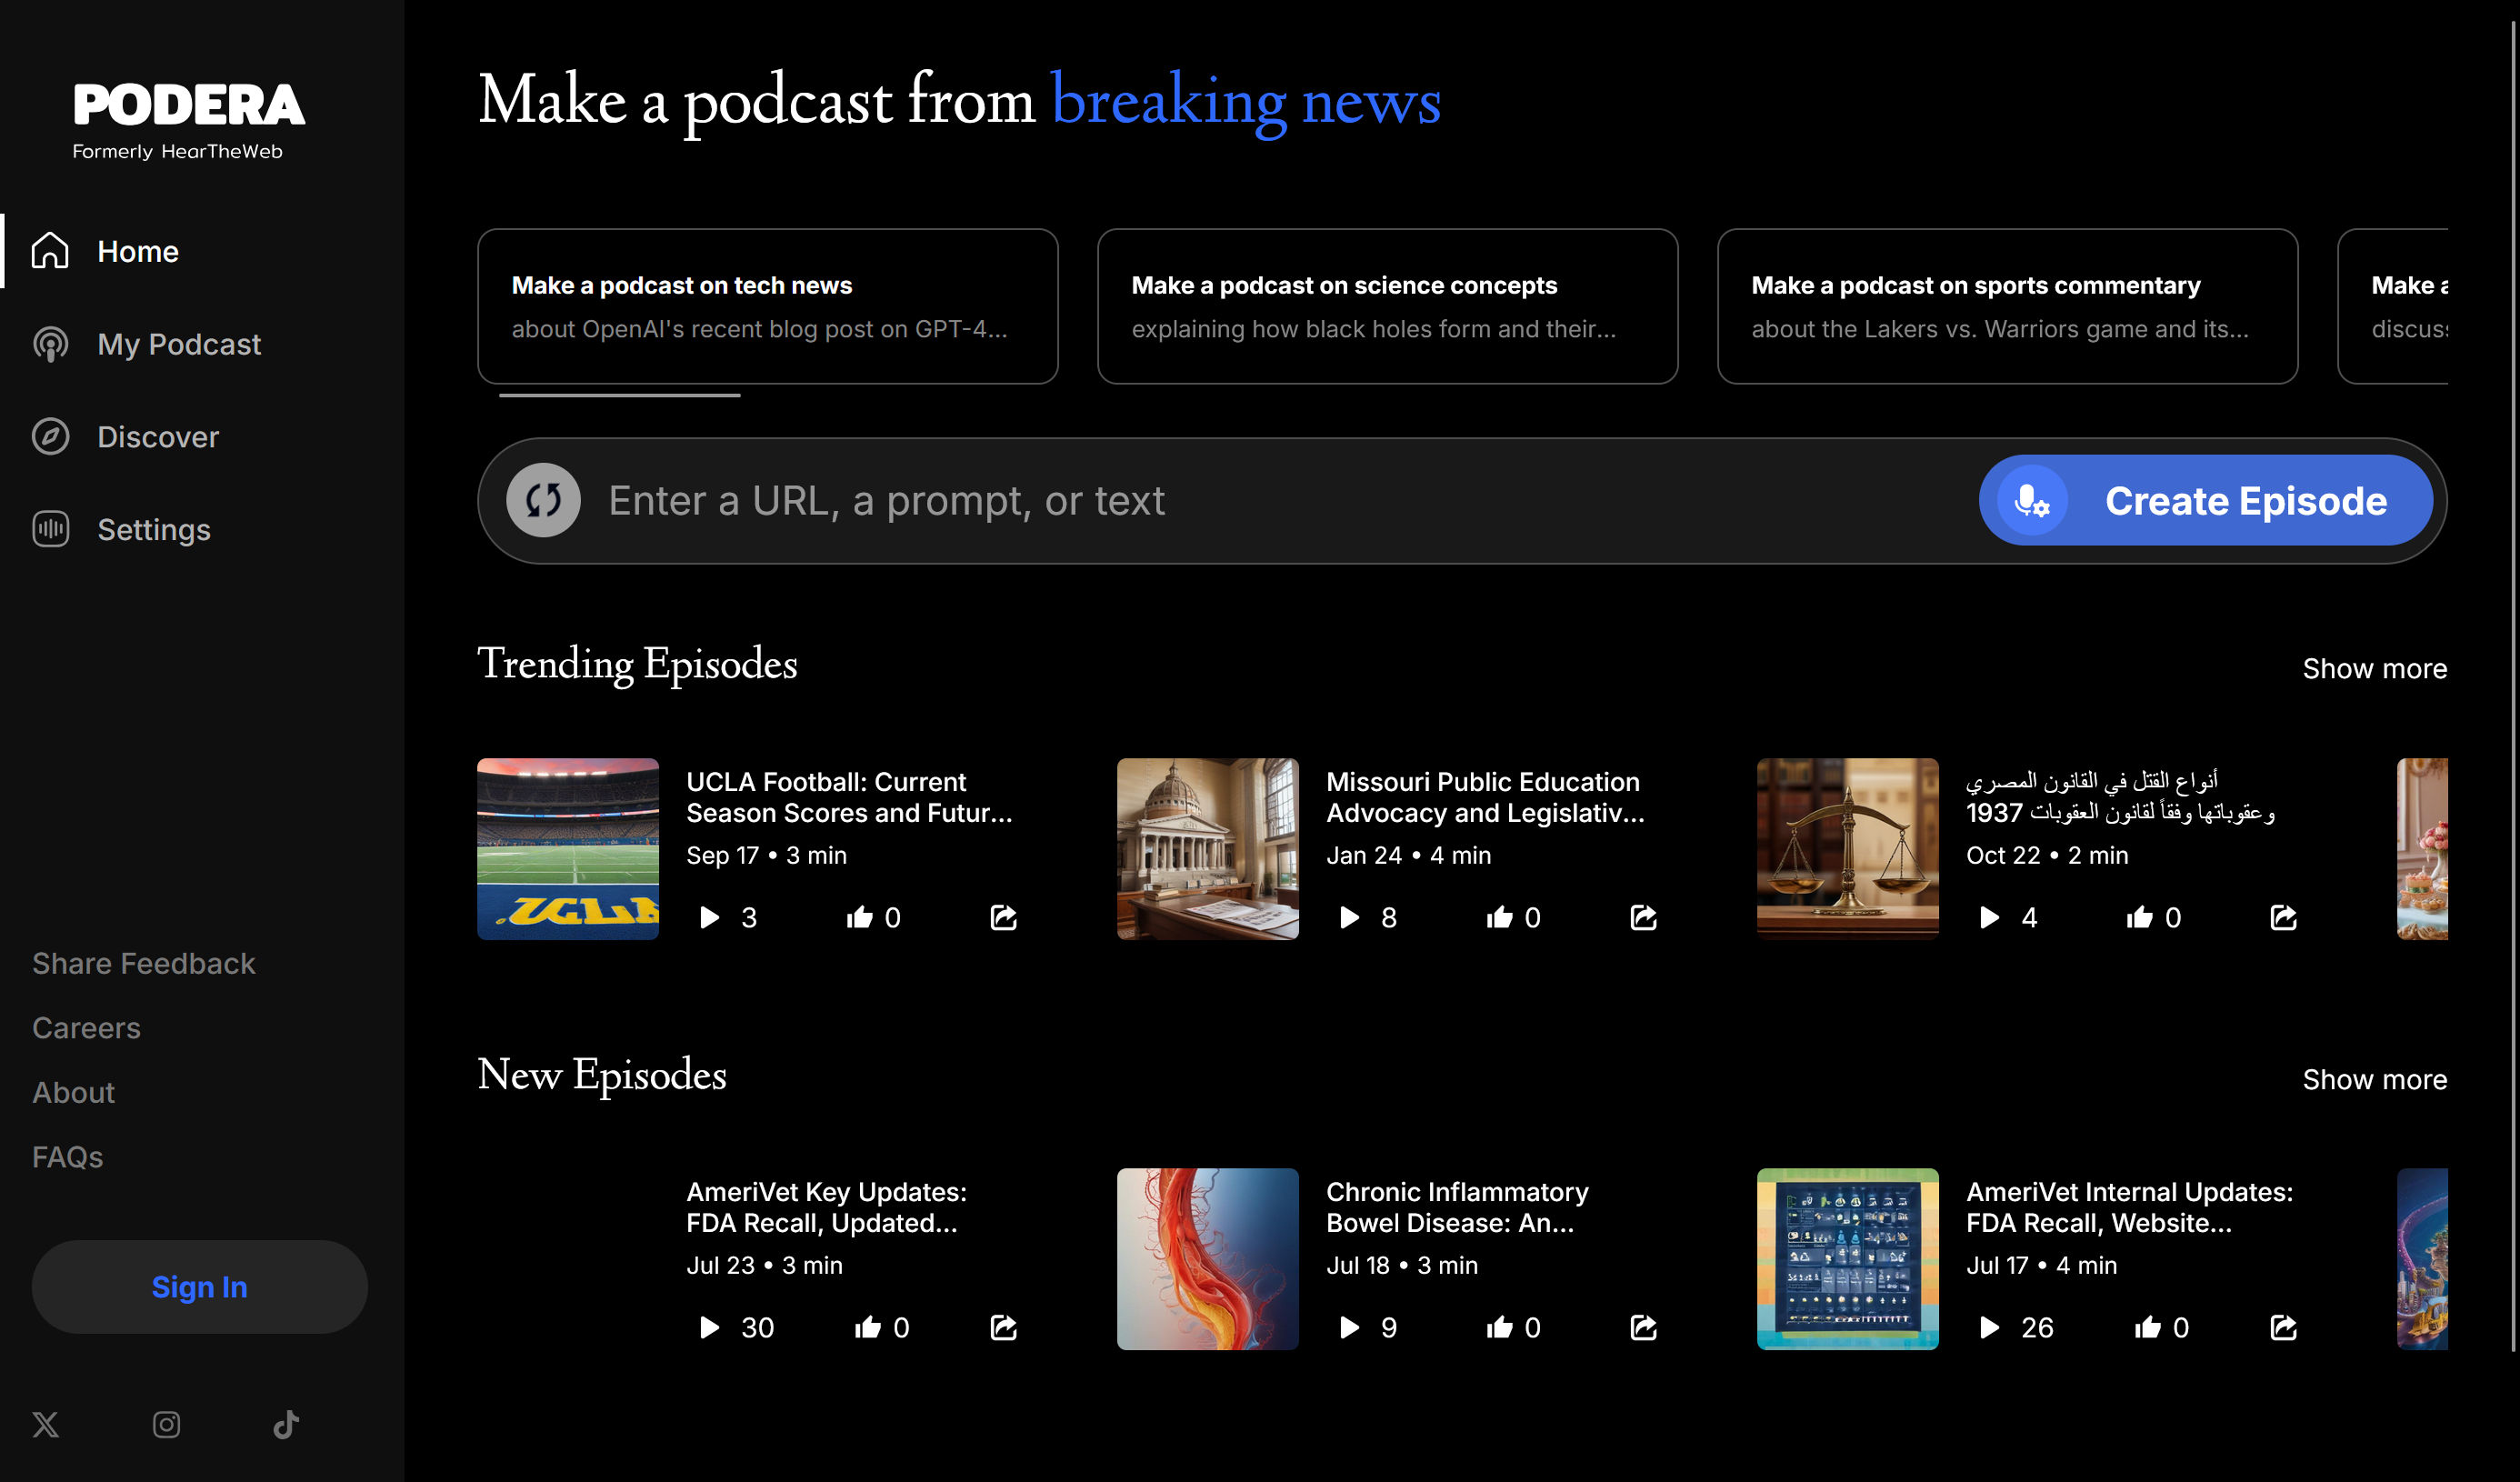 PODERA
Formerly HearTheWeb
Home
My Podcast
Discover
Settings
Share Feedback
Careers
About
FAQs
Sign In
Make a podcast from breaking news
Make a podcast on tech news
about OpenAI's recent blog post on GPT-4...
Make a podcast on science concepts
explaining how black holes form and their...
Make a podcast on sports commentary
about the Lakers vs. Warriors game and its...
Make
Enter a URL, a prompt, or text
Create Episode
Trending Episodes
Show more
UCLA Football: Current
Season Scores and Futur...
Sep 17 • 3 min
3
0
UCLA
Missouri Public Education
Advocacy and Legislativ...
Jan 24 • 4 min
8
0
أنواع القتل في القانون المصري
وعقوباتها وفقاً لقانون العقوبات 1937
Oct 22 • 2 min
4
0
New Episodes
Show more
AmeriVet Key Updates:
FDA Recall, Updated...
Jul 23 • 3 min
30
0
Chronic Inflammatory
Bowel Disease: An...
Jul 18 • 3 min
9
0
AmeriVet Internal Updates:
FDA Recall, Website...
Jul 17 • 4 min
26
0